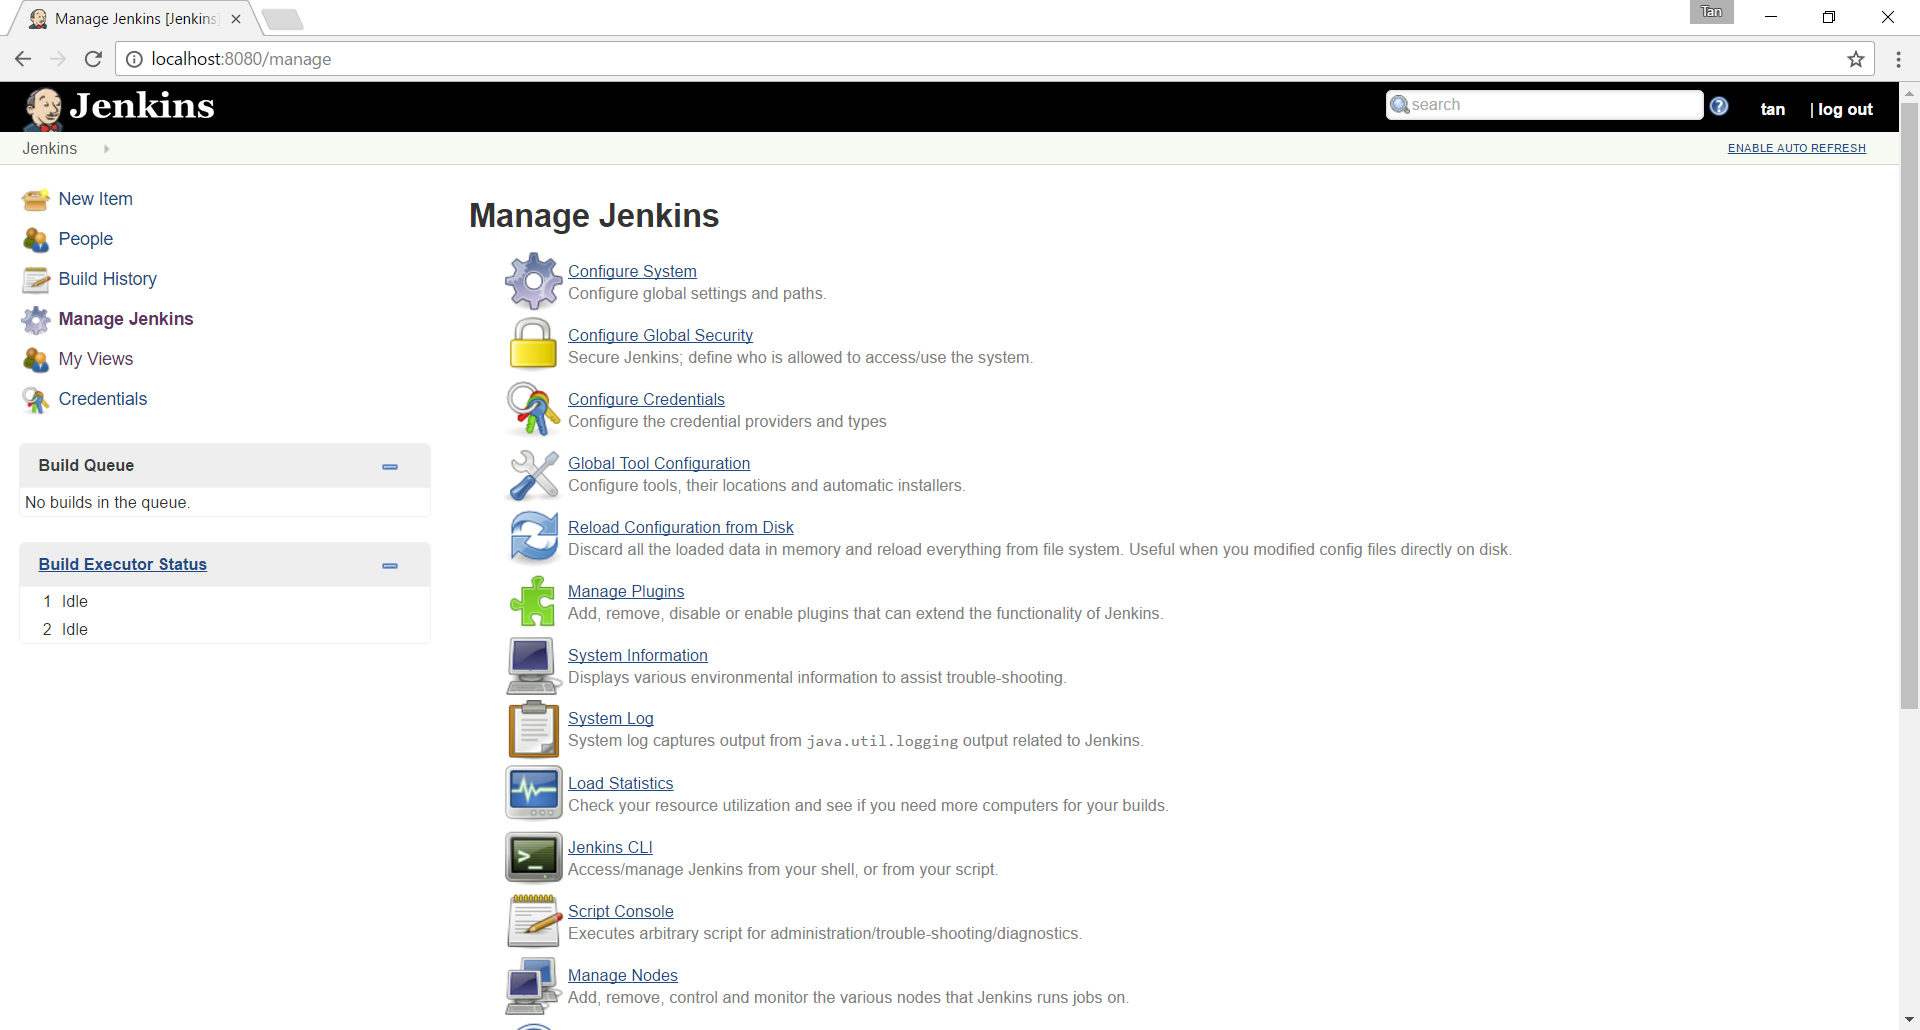 Manage Jenkins [Jenkins]
Tan
localhost:8080/manage
Jenkins
search
tan
| log out
Jenkins
ENABLE AUTO REFRESH
New Item
People
Build History
Manage Jenkins
My Views
Credentials
Build Queue
No builds in the queue.
Build Executor Status
1 Idle
2 Idle
Manage Jenkins
Configure System
Configure global settings and paths.
Configure Global Security
Secure Jenkins; define who is allowed to access/use the system.
Configure Credentials
Configure the credential providers and types
Global Tool Configuration
Configure tools, their locations and automatic installers.
Reload Configuration from Disk
Discard all the loaded data in memory and reload everything from file system. Useful when you modified config files directly on disk.
Manage Plugins
Add, remove, disable or enable plugins that can extend the functionality of Jenkins.
System Information
Displays various environmental information to assist trouble-shooting.
System Log
System log captures output from java.util.logging output related to Jenkins.
Load Statistics
Check your resource utilization and see if you need more computers for your builds.
Jenkins CLI
Access/manage Jenkins from your shell, or from your script.
Script Console
Executes arbitrary script for administration/trouble-shooting/diagnostics.
Manage Nodes
Add, remove, control and monitor the various nodes that Jenkins runs jobs on.